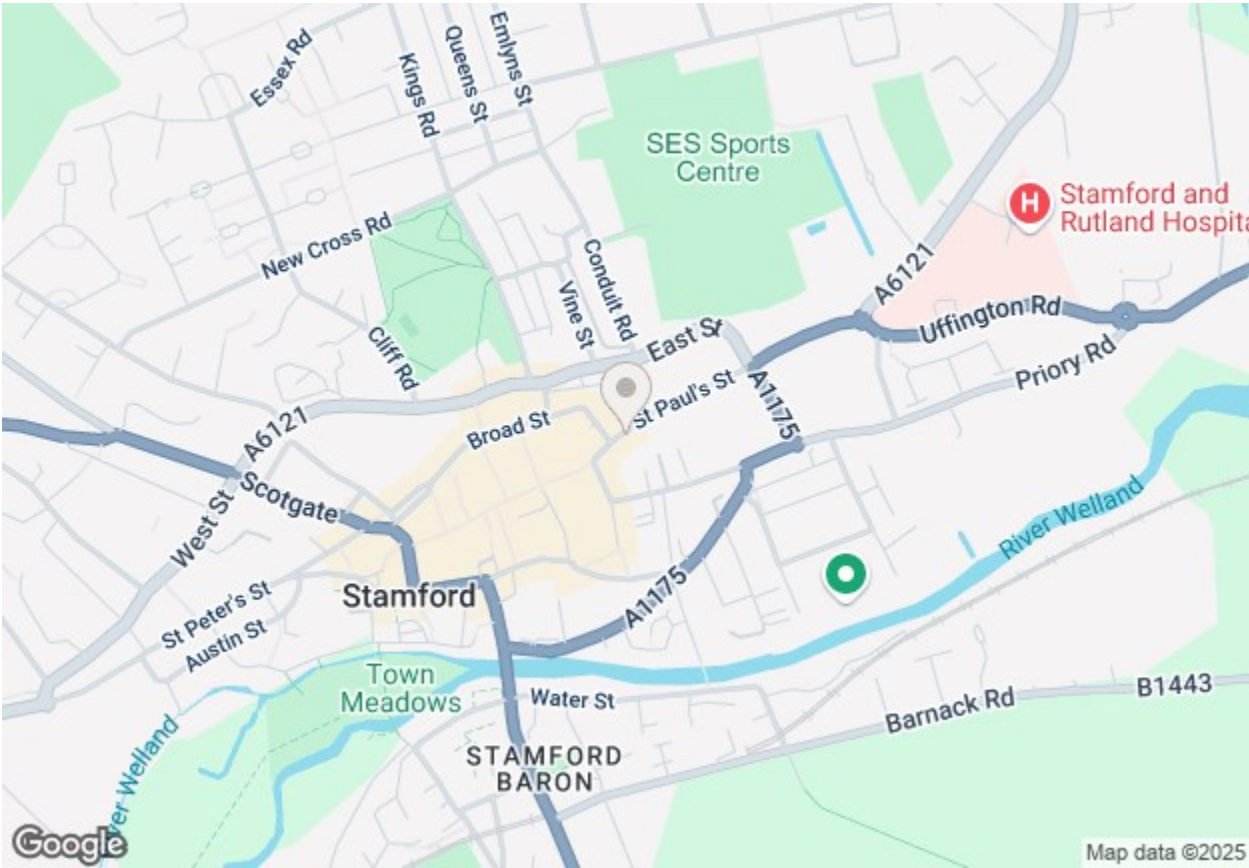 Essex Rd
Kings Rd
Queens St
Emlyns St
SES Sports
Centre
H
Stamford and
Rutland Hospita
New Cross Rd
Conduit Rd
Vine St
A6121
Uffington Rd
Cliff Rd
East St
Priory Rd
A1175
St Paul's St
Broad St
A6121
Scotgate
West St
River Welland
Stamford
A1175
St Peter's St
Austin St
Town
Meadows
Water St
Barnack Rd
B1443
ver Welland
STAMFORD
BARON
Google
Map data ©2025